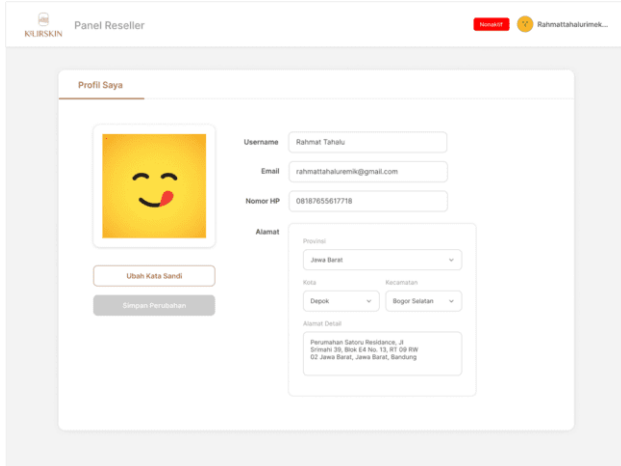 K\LIRSKIN
Panel Reseller
Nonaktif
Rahmattahalurimek...
Profil Saya
Username
Rahmat Tahalu
Email
rahmattahaluremik@gmail.com
Nomor HP
08187655617718
Alamat
Provinsi
Jawa Barat
Kota
Kecamatan
Depok
Bogor Selatan
Alamat Detail
Perumahan Satoru Residance, Jl
Srimahi 39, Blok E4 No. 13, RT 09 RW
02 Jawa Barat, Jawa Barat, Bandung
Ubah Kata Sandi
Simpan Perubahan